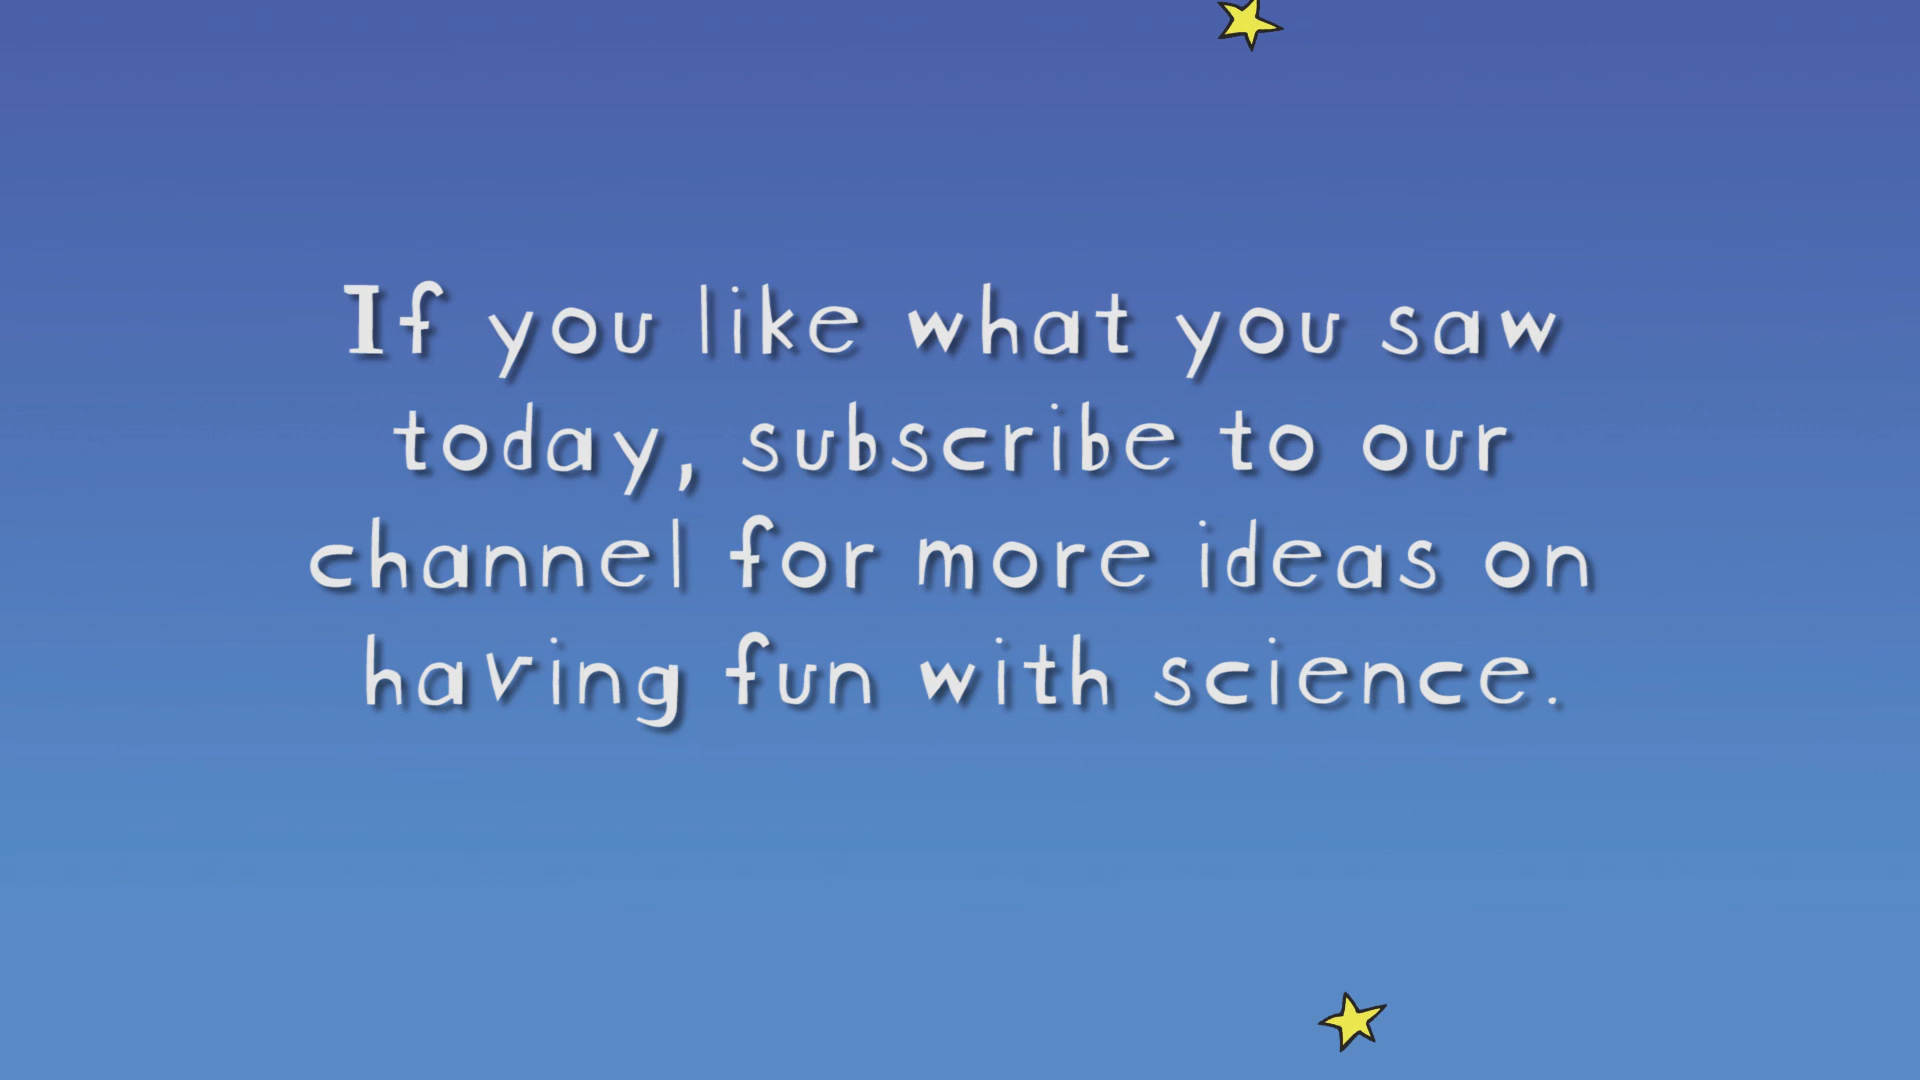 If you like what you saw
today, subscribe to our
channel for more ideas on
having fun with science.